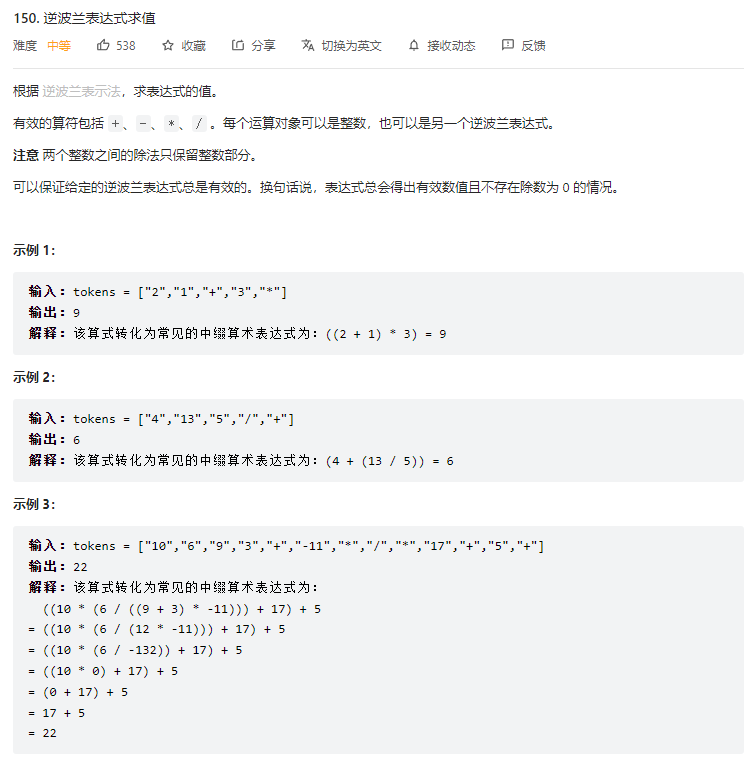 150. 逆波兰表达式求值
难度 中等 538 收藏 分享 切换为英文 接收动态 反馈
根据 逆波兰表示法，求表达式的值。
有效的算符包括 +、-、*、/ 。每个运算对象可以是整数，也可以是另一个逆波兰表达式。
注意 两个整数之间的除法只保留整数部分。
可以保证给定的逆波兰表达式总是有效的。换句话说，表达式总会得出有效数值且不存在除数为 0 的情况。
示例 1：
输入：tokens = ["2","1","+","3","*"]
输出：9
解释：该算式转化为常见的中缀算术表达式为：((2 + 1) * 3) = 9
示例 2：
输入：tokens = ["4","13","5","/","+"]
输出：6
解释：该算式转化为常见的中缀算术表达式为：(4 + (13 / 5)) = 6
示例 3：
输入：tokens = ["10","6","9","3","+","-11","*","/","*","17","+","5","+"]
输出：22
解释：该算式转化为常见的中缀算术表达式为：
((10 * (6 / ((9 + 3) * -11))) + 17) + 5
= ((10 * (6 / (12 * -11))) + 17) + 5
= ((10 * (6 / -132)) + 17) + 5
= ((10 * 0) + 17) + 5
= (0 + 17) + 5
= 17 + 5
= 22